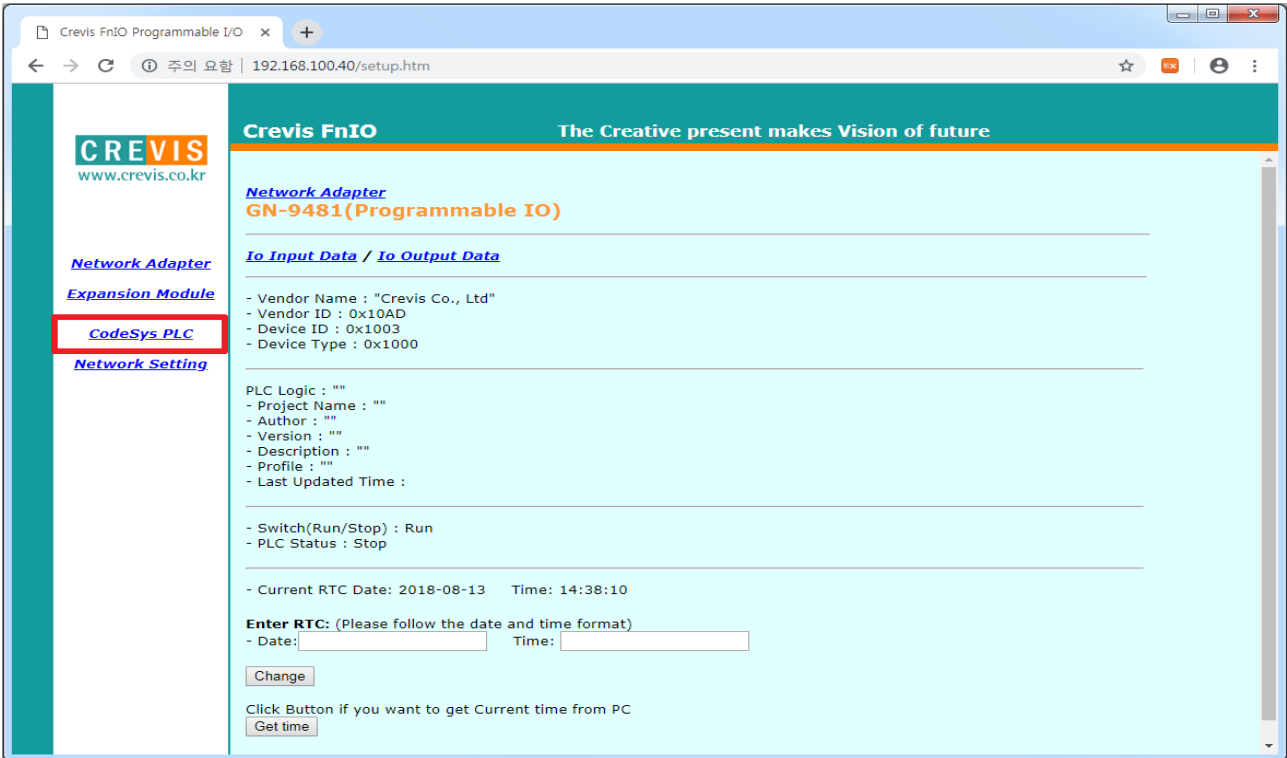 Crevis FnIO Programmable I/O
주의 요함 | 192.168.100.40/setup.htm
CREVIS
www.crevis.co.kr
Network Adapter
Expansion Module
CodeSys PLC
Network Setting
Crevis FnIO The Creative present makes Vision of future
Network Adapter
GN-9481(Programmable IO)
Io Input Data / Io Output Data
- Vendor Name : "Crevis Co., Ltd"
- Vendor ID : 0x10AD
- Device ID : 0x1003
- Device Type : 0x1000
PLC Logic : ""
- Project Name : ""
- Author : ""
- Version : ""
- Description : ""
- Profile : ""
- Last Updated Time :
- Switch(Run/Stop) : Run
- PLC Status : Stop
- Current RTC Date: 2018-08-13 Time: 14:38:10
Enter RTC: (Please follow the date and time format)
- Date: Time:
Change
Click Button if you want to get Current time from PC
Get time